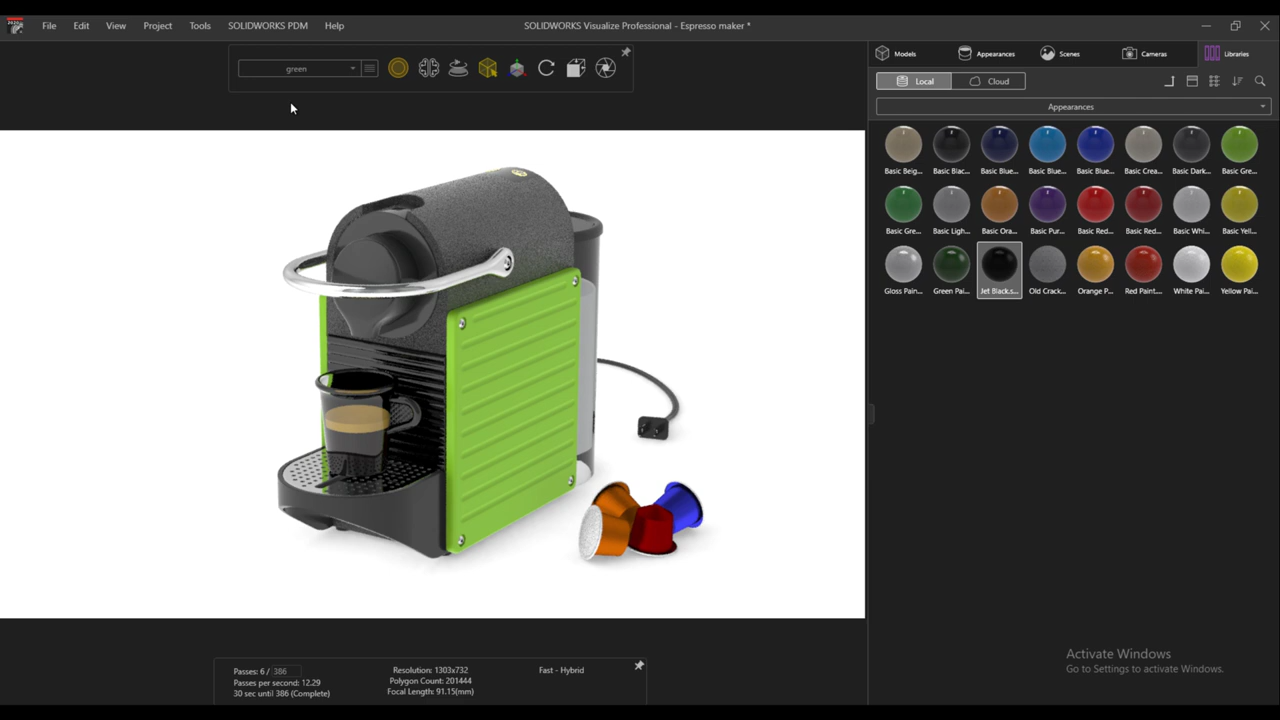 File Edit View Project Tools SOLIDWORKS PDM Help
SOLIDWORKS Visualize Professional - Espresso maker *
Models Appearances Scenes Cameras Libraries
green
Local Cloud
Appearances
Basic Beig... Basic Blac... Basic Blue... Basic Blue... Basic Blue... Basic Crea... Basic Dark... Basic Gre...
Basic Gre... Basic Ligh... Basic Ora... Basic Pur... Basic Red... Basic Red... Basic Whi... Basic Yell...
Gloss Pain... Green Pai... Jet Black.s... Old Crack... Orange P... Red Paint.... White Pai... Yellow Pai...
Passes: 6 / 386
Passes per second: 12.29
30 sec until 386 (Complete)
Resolution: 1303x732
Polygon Count: 201444
Focal Length: 91.15(mm)
Fast - Hybrid
Activate Windows
Go to Settings to activate Windows.